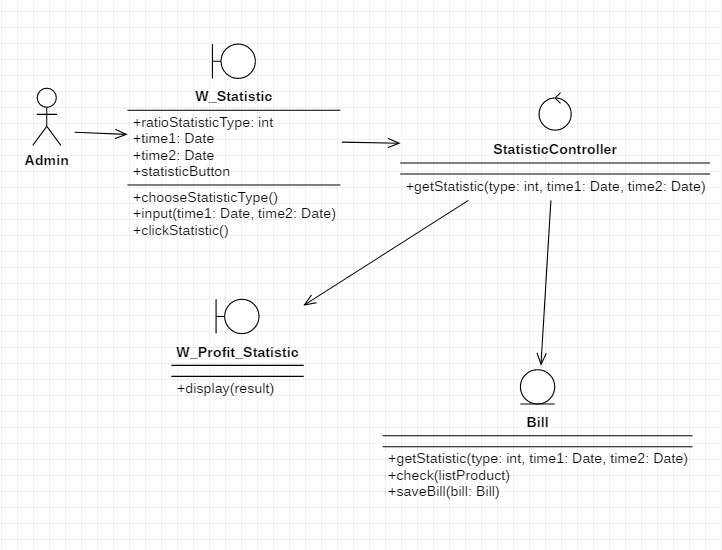 W_Statistic
+ratioStatisticType: int
+time1: Date
+time2: Date
+statisticButton
+chooseStatisticType()
+input(time1: Date, time2: Date)
+clickStatistic()
Admin
StatisticController
+getStatistic(type: int, time1: Date, time2: Date)
W_Profit_Statistic
+display(result)
Bill
+getStatistic(type: int, time1: Date, time2: Date)
+check(listProduct)
+saveBill(bill: Bill)